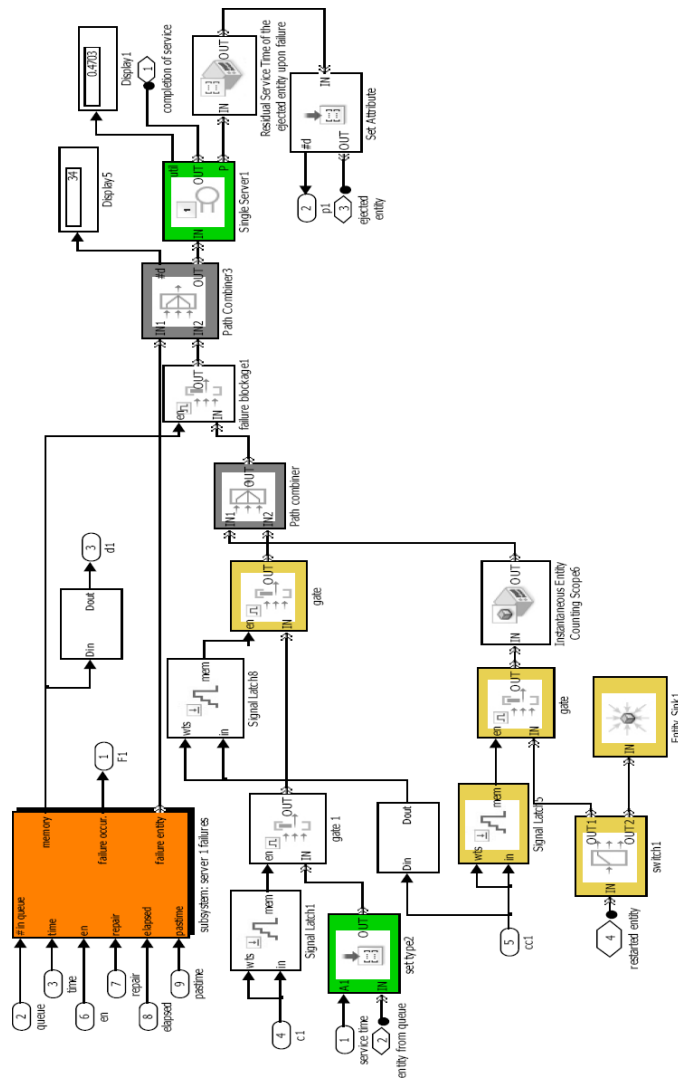 2
queue
3
time
6
en
7
repair
8
elapsed
9
pastime
# in queue
time
en
repair
elapsed
pastime
memory
failure occur.
failure entity
subsystem: server 1 failures
1
F1
Din
Dout
3
d1
34
Display5
0.4703
Display1
1
completion of service
4
c1
wts
in
mem
Signal Latch1
en
IN
OUT
gate 1
wts
in
mem
Signal Latch8
en
IN
OUT
gate
IN1
IN2
OUT
Path combiner
en
IN
OUT
failure blockage1
IN1
IN2
#d
OUT
Path Combiner3
IN
util
OUT
P
Single Server1
IN
OUT
Residual Service Time of the
ejected entity upon failure
IN
#d
OUT
Set Attribute
2
p1
3
ejected
entity
1
service time
2
entity from queue
A1
IN
OUT
set type2
Din
Dout
5
cc1
wts
in
mem
Signal Latch5
en
IN
OUT
gate
IN
OUT
Instantaneous Entity
Counting Scope6
4
restarted entity
IN
OUT1
OUT2
switch1
IN
Entity Sink1